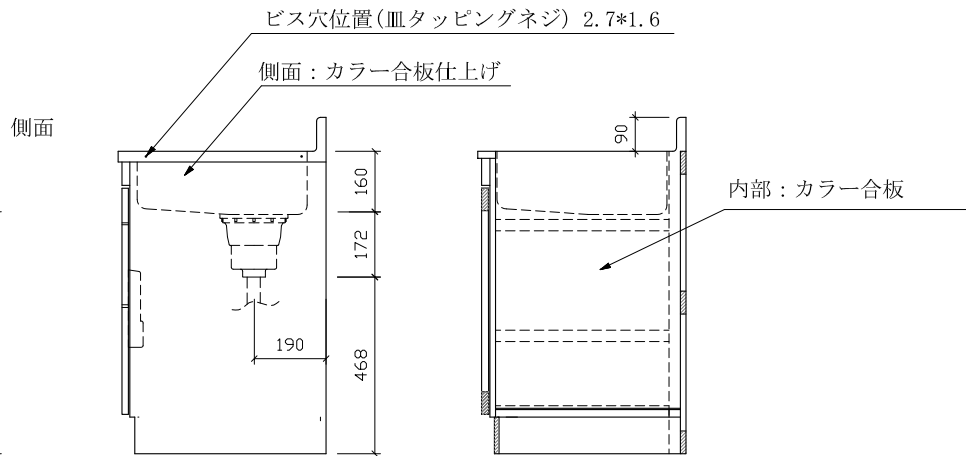 ビス穴位置(皿タッピングネジ) 2.7*1.6
側面：カラー合板仕上げ
側面
90
160
内部：カラー合板
172
190
468